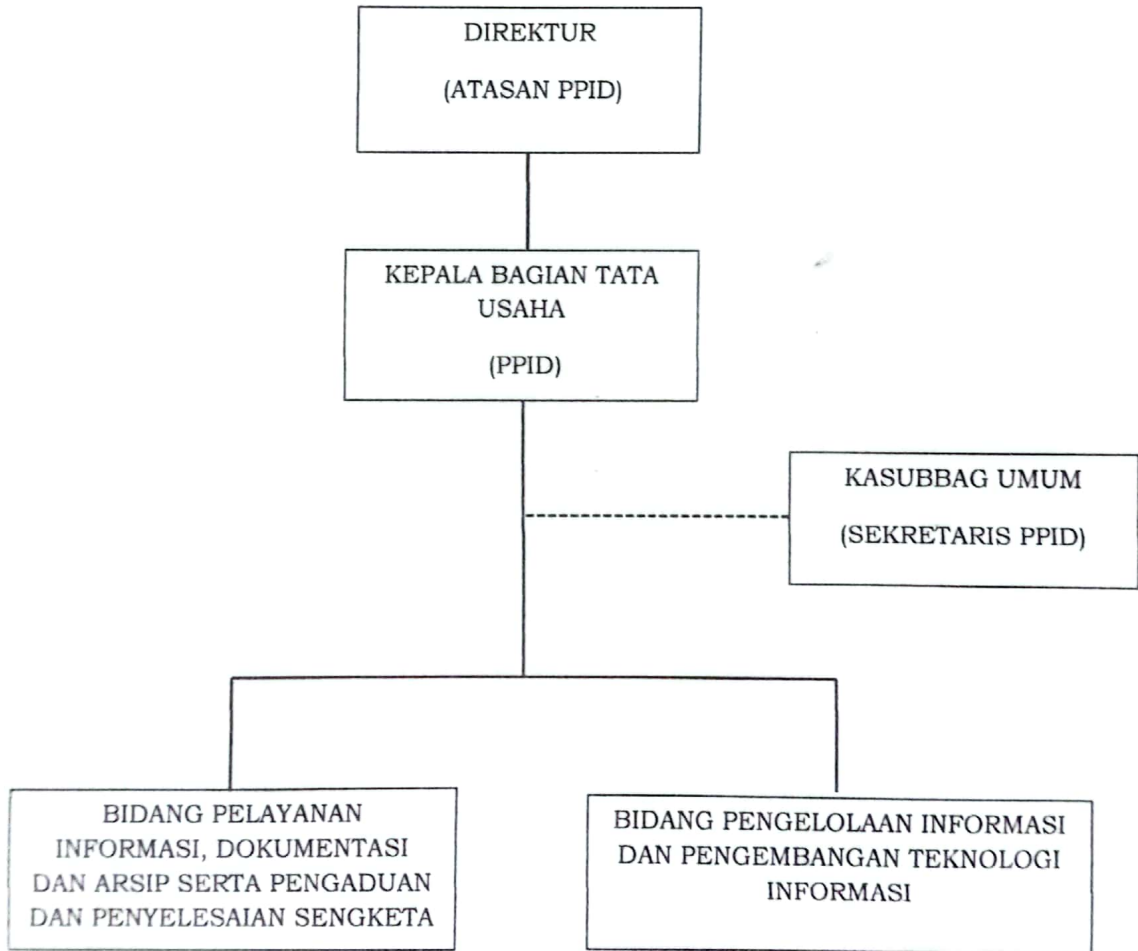 DIREKTUR
(ATASAN PPID)
KEPALA BAGIAN TATA
USAHA
(PPID)
KASUBBAG UMUM
(SEKRETARIS PPID)
BIDANG PELAYANAN
INFORMASI, DOKUMENTASI
DAN ARSIP SERTA PENGADUAN
DAN PENYELESAIAN SENGKETA
BIDANG PENGELOLAAN INFORMASI
DAN PENGEMBANGAN TEKNOLOGI
INFORMASI